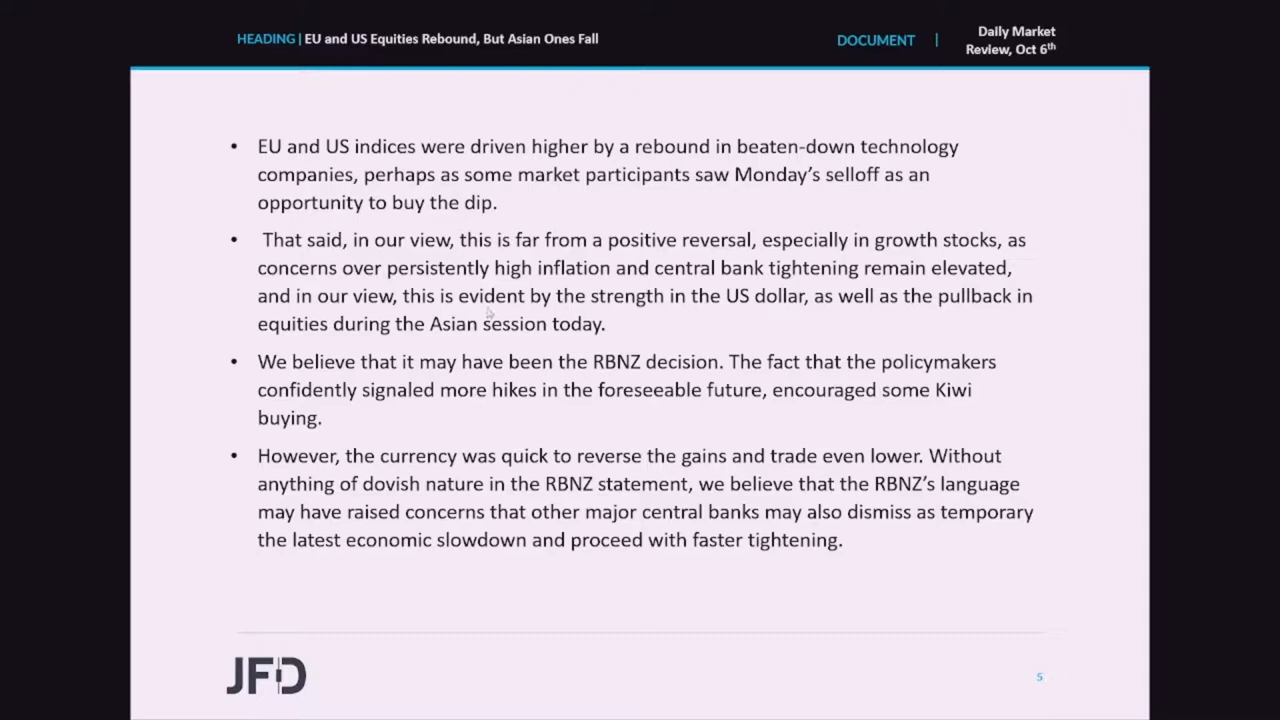 HEADING | EU and US Equities Rebound, But Asian Ones Fall
DOCUMENT |
Daily Market
Review, Oct 6th
• EU and US indices were driven higher by a rebound in beaten-down technology
companies, perhaps as some market participants saw Monday’s selloff as an
opportunity to buy the dip.
• That said, in our view, this is far from a positive reversal, especially in growth stocks, as
concerns over persistently high inflation and central bank tightening remain elevated,
and in our view, this is evident by the strength in the US dollar, as well as the pullback in
equities during the Asian session today.
• We believe that it may have been the RBNZ decision. The fact that the policymakers
confidently signaled more hikes in the foreseeable future, encouraged some Kiwi
buying.
• However, the currency was quick to reverse the gains and trade even lower. Without
anything of dovish nature in the RBNZ statement, we believe that the RBNZ’s language
may have raised concerns that other major central banks may also dismiss as temporary
the latest economic slowdown and proceed with faster tightening.
JFD
5